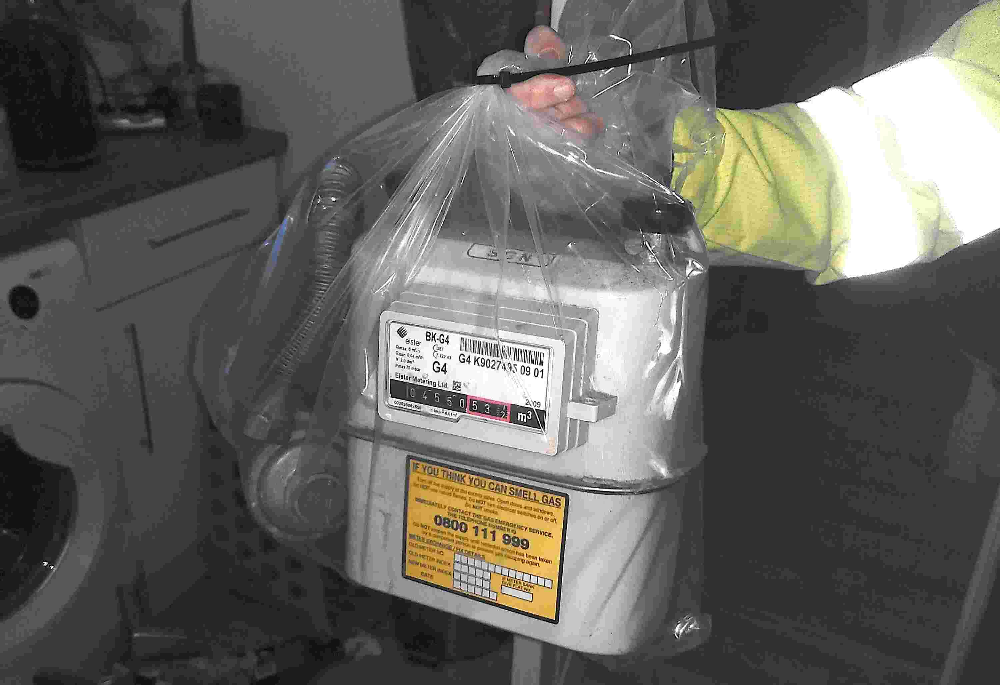 elster
BK-G4
Qmax 6 m³/h
Qmin 0,04 m³/h
V 2,0 dm³
Pmax 75 mbar
G4
G4 K9027495 09 01
Elster Metering Ltd.
2009
0 4 5 5 0 5 3 2 m³
1 imp ≙ 0,01m³
IF YOU THINK YOU CAN SMELL GAS
Turn off the supply at the control valve. Open doors and windows.
Do NOT use naked flames. Do NOT turn electrical switches on or off.
Do NOT smoke.
IMMEDIATELY CONTACT THE GAS EMERGENCY SERVICE.
THE TELEPHONE NUMBER IS
0800 111 999
Do NOT reopen the supply until remedial action has been taken
by a competent person to prevent gas escaping again.
METER EXCHANGE / FIX DETAILS
OLD METER NO.
OLD METER INDEX
NEW METER INDEX
DATE
IF METER BANK
GIVE FLAT No.